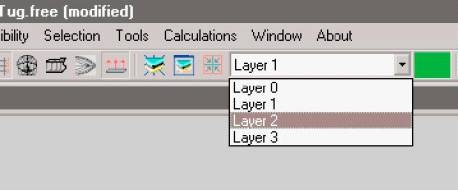 Tug.free (modified)
ibility Selection Tools Calculations Window About
Layer 1
Layer 0
Layer 1
Layer 2
Layer 3